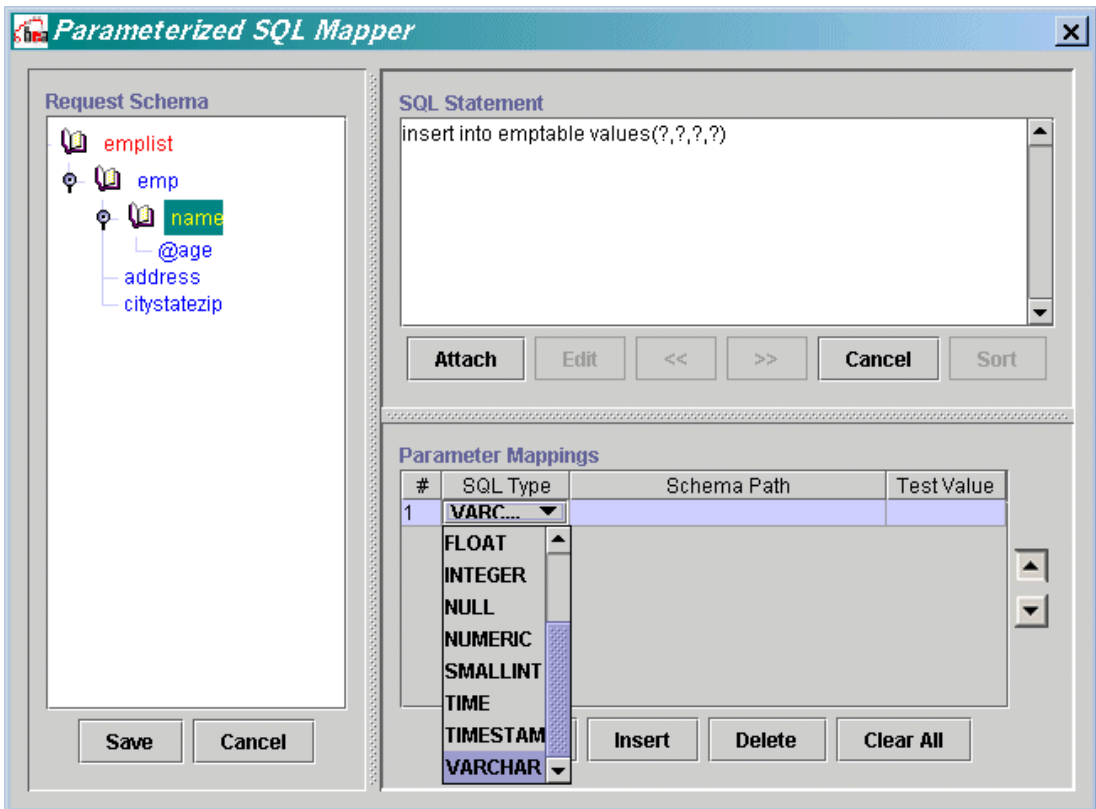 Parameterized SQL Mapper
Request Schema
emplist
emp
name
@age
address
citystatezip
Save Cancel
SQL Statement
insert into emptable values(?,?,?,?)
Attach Edit << >> Cancel Sort
Parameter Mappings
# SQL Type Schema Path Test Value
1 VARC...
FLOAT
INTEGER
NULL
NUMERIC
SMALLINT
TIME
TIMESTAM
VARCHAR
Insert Delete Clear All